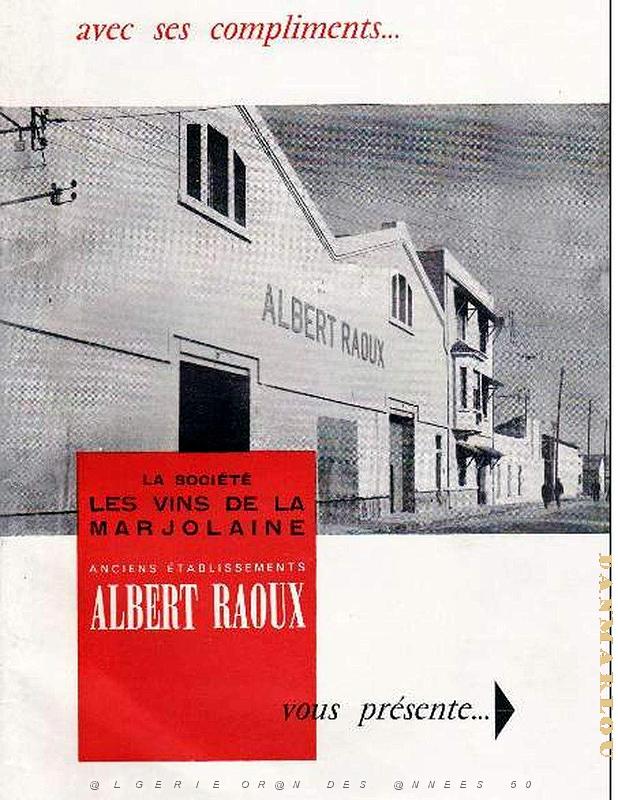 avec ses compliments...
ALBERT RAOUX
LA SOCIÉTÉ
LES VINS DE LA
MARJOLAINE
ANCIENS ÉTABLISSEMENTS
ALBERT RAOUX
vous présente...
DANMARLOU
@LGERIE OR@N DES @NNEES 50